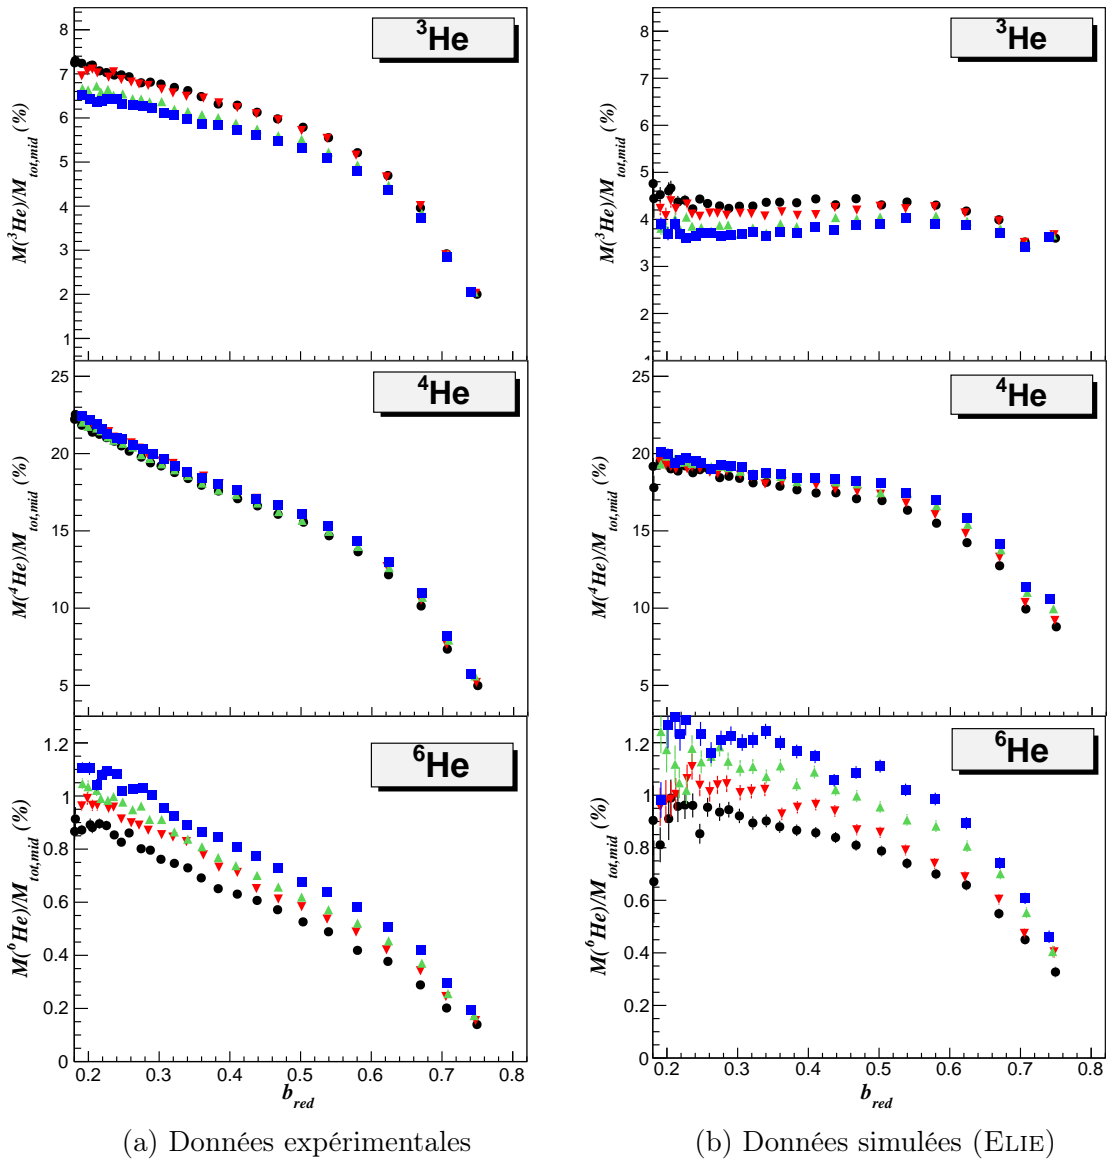 ³He
M(³He)/M_tot,mid (%)
8
7
6
5
4
3
2
1
⁴He
M(⁴He)/M_tot,mid (%)
25
20
15
10
5
⁶He
M(⁶He)/M_tot,mid (%)
1.2
1
0.8
0.6
0.4
0.2
0
0.2 0.3 0.4 0.5 0.6 0.7 0.8
b_red
(a) Données expérimentales
³He
M(³He)/M_tot,mid (%)
8
7
6
5
4
3
2
1
⁴He
M(⁴He)/M_tot,mid (%)
25
20
15
10
5
⁶He
M(⁶He)/M_tot,mid (%)
1.2
1
0.8
0.6
0.4
0.2
0
0.2 0.3 0.4 0.5 0.6 0.7 0.8
b_red
(b) Données simulées (ELIE)